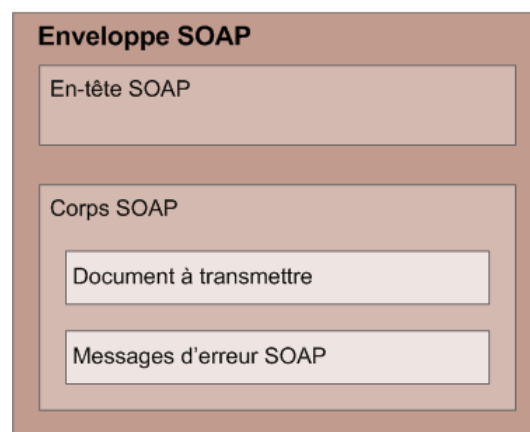 Enveloppe SOAP
En-tête SOAP
Corps SOAP
Document à transmettre
Messages d'erreur SOAP